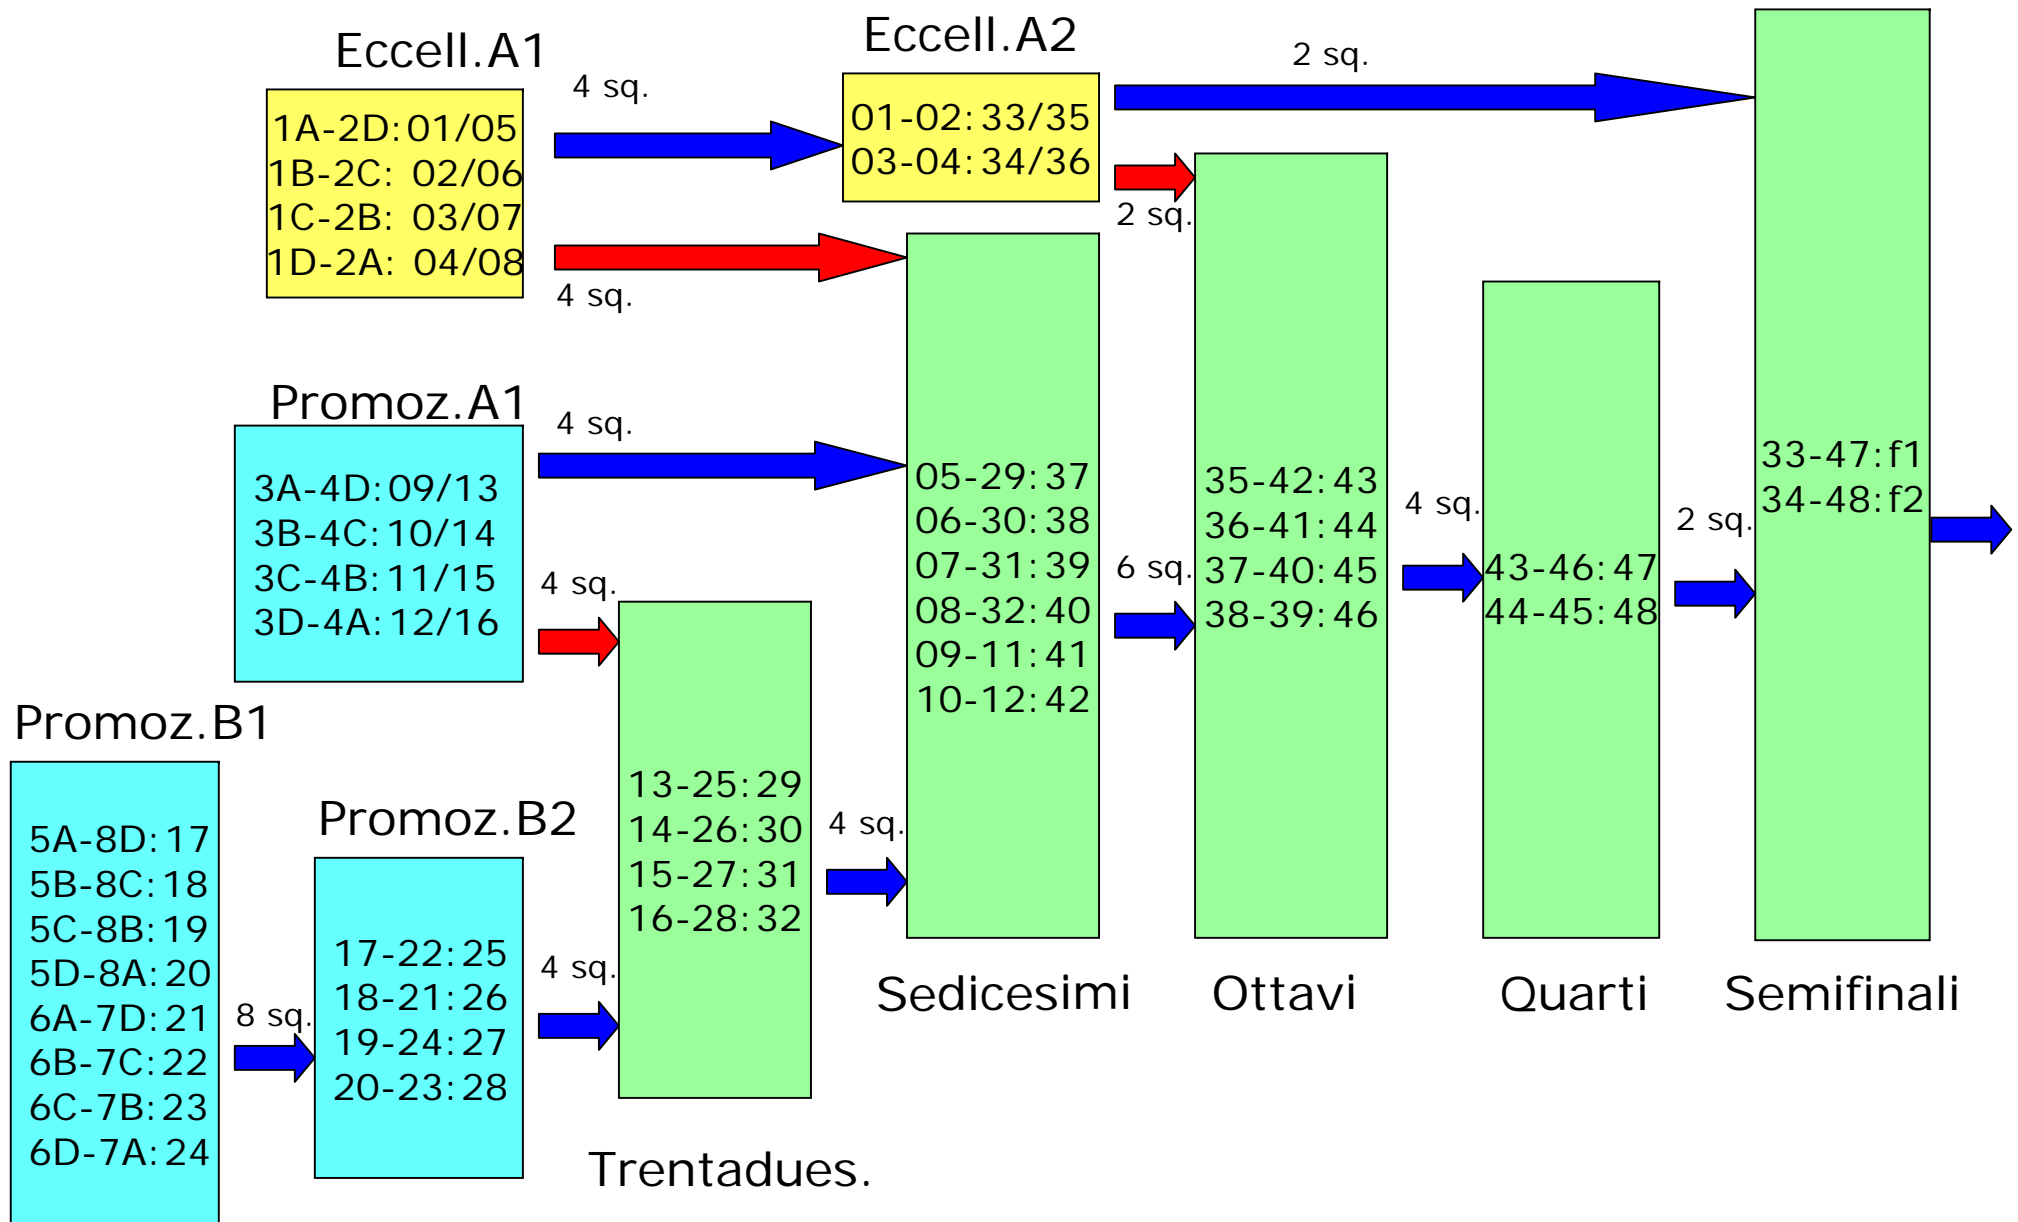 Eccell.A1
1A-2D:01/05
1B-2C: 02/06
1C-2B: 03/07
1D-2A: 04/08
4 sq.
4 sq.
Eccell.A2
01-02:33/35
03-04:34/36
2 sq.
2 sq.
Promoz.A1
3A-4D:09/13
3B-4C:10/14
3C-4B:11/15
3D-4A:12/16
4 sq.
4 sq.
Promoz.B1
5A-8D:17
5B-8C:18
5C-8B:19
5D-8A:20
6A-7D:21
6B-7C:22
6C-7B:23
6D-7A:24
8 sq.
Promoz.B2
17-22:25
18-21:26
19-24:27
20-23:28
4 sq.
13-25:29
14-26:30
15-27:31
16-28:32
Trentadues.
4 sq.
05-29:37
06-30:38
07-31:39
08-32:40
09-11:41
10-12:42
Sedicesimi
6 sq.
35-42:43
36-41:44
37-40:45
38-39:46
Ottavi
4 sq.
43-46:47
44-45:48
Quarti
2 sq.
33-47:f1
34-48:f2
Semifinali